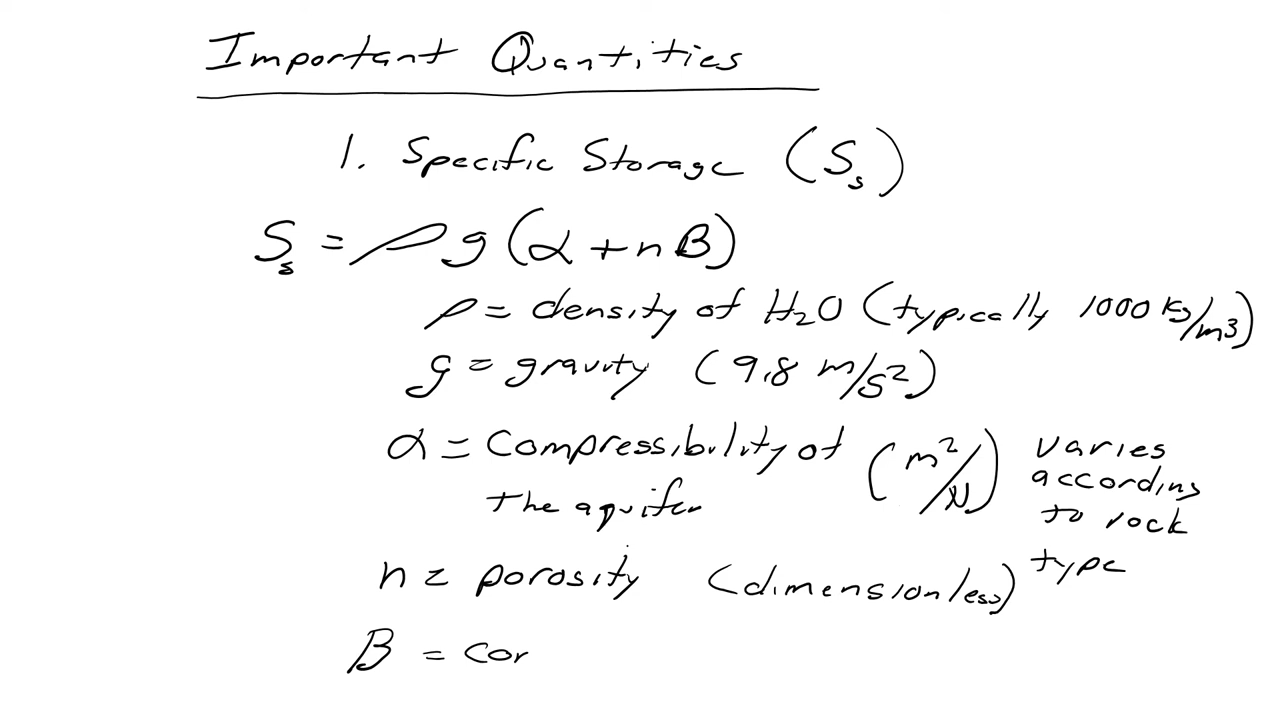 Important Quantities
1. Specific Storage (Ss)
Ss = ρg(α + nB)
ρ = density of H2O (typically 1000 kg/m3)
g = gravity (9.8 m/s2)
α = compressibility of the aquifer (m2/N) varies according to rock type
n = porosity (dimensionless)
B = cor